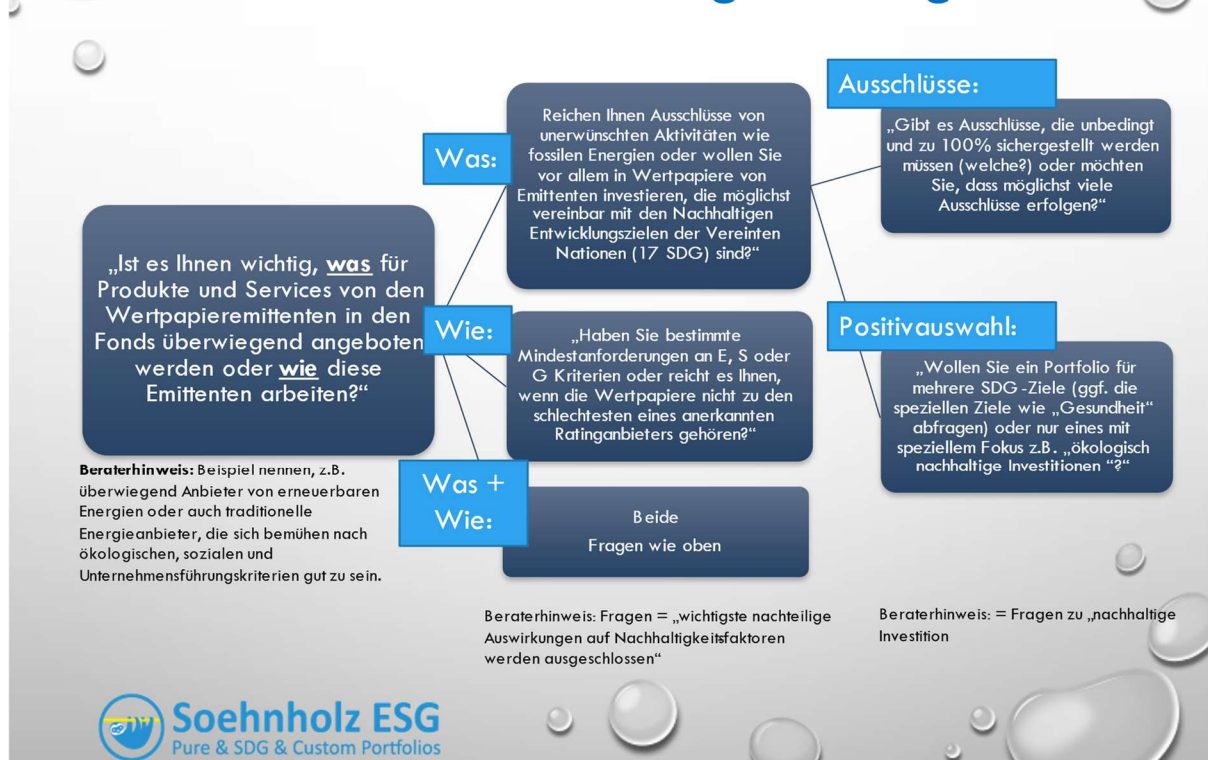 „Ist es Ihnen wichtig, was für
Produkte und Services von den
Wertpapieremittenten in den
Fonds überwiegend angeboten
werden oder wie diese
Emittenten arbeiten?“
Beraterhinweis: Beispiel nennen, z.B.
überwiegend Anbieter von erneuerbaren
Energien oder auch traditionelle
Energieanbieter, die sich bemühen nach
ökologischen, sozialen und
Unternehmensführungskriterien gut zu sein.
Was:
Reichen Ihnen Ausschlüsse von
unerwünschten Aktivitäten wie
fossilen Energien oder wollen Sie
vor allem in Wertpapiere von
Emittenten investieren, die möglichst
vereinbar mit den Nachhaltigen
Entwicklungszielen der Vereinten
Nationen (17 SDG) sind?“
Wie:
„Haben Sie bestimmte
Mindestanforderungen an E, S oder
G Kriterien oder reicht es Ihnen,
wenn die Wertpapiere nicht zu den
schlechtesten eines anerkannten
Ratinganbieters gehören?“
Was +
Wie:
Beide
Fragen wie oben
Beraterhinweis: Fragen = „wichtigste nachteilige
Auswirkungen auf Nachhaltigkeitsfaktoren
werden ausgeschlossen“
Ausschlüsse:
„Gibt es Ausschlüsse, die unbedingt
und zu 100% sichergestellt werden
müssen (welche?) oder möchten
Sie, dass möglichst viele
Ausschlüsse erfolgen?“
Positivauswahl:
„Wollen Sie ein Portfolio für
mehrere SDG -Ziele (ggf. die
speziellen Ziele wie „Gesundheit“
abfragen) oder nur eines mit
speziellem Fokus z.B. „ökologisch
nachhaltige Investitionen “?“
Beraterhinweis: = Fragen zu „nachhaltige
Investition
Soehnholz ESG
Pure & SDG & Custom Portfolios